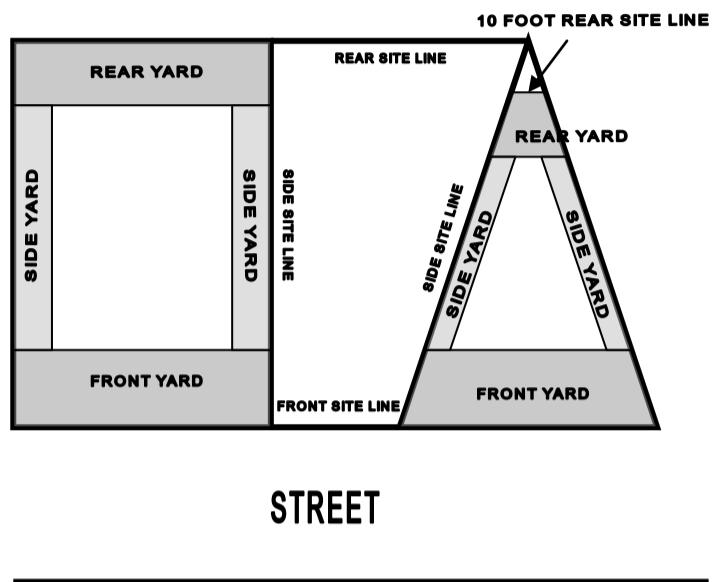 10 FOOT REAR SITE LINE
REAR SITE LINE
REAR YARD
REAR YARD
SIDE YARD
SIDE YARD
SIDE SITE LINE
SIDE SITE LINE
SIDE YARD
SIDE YARD
FRONT YARD
FRONT SITE LINE
FRONT YARD
STREET